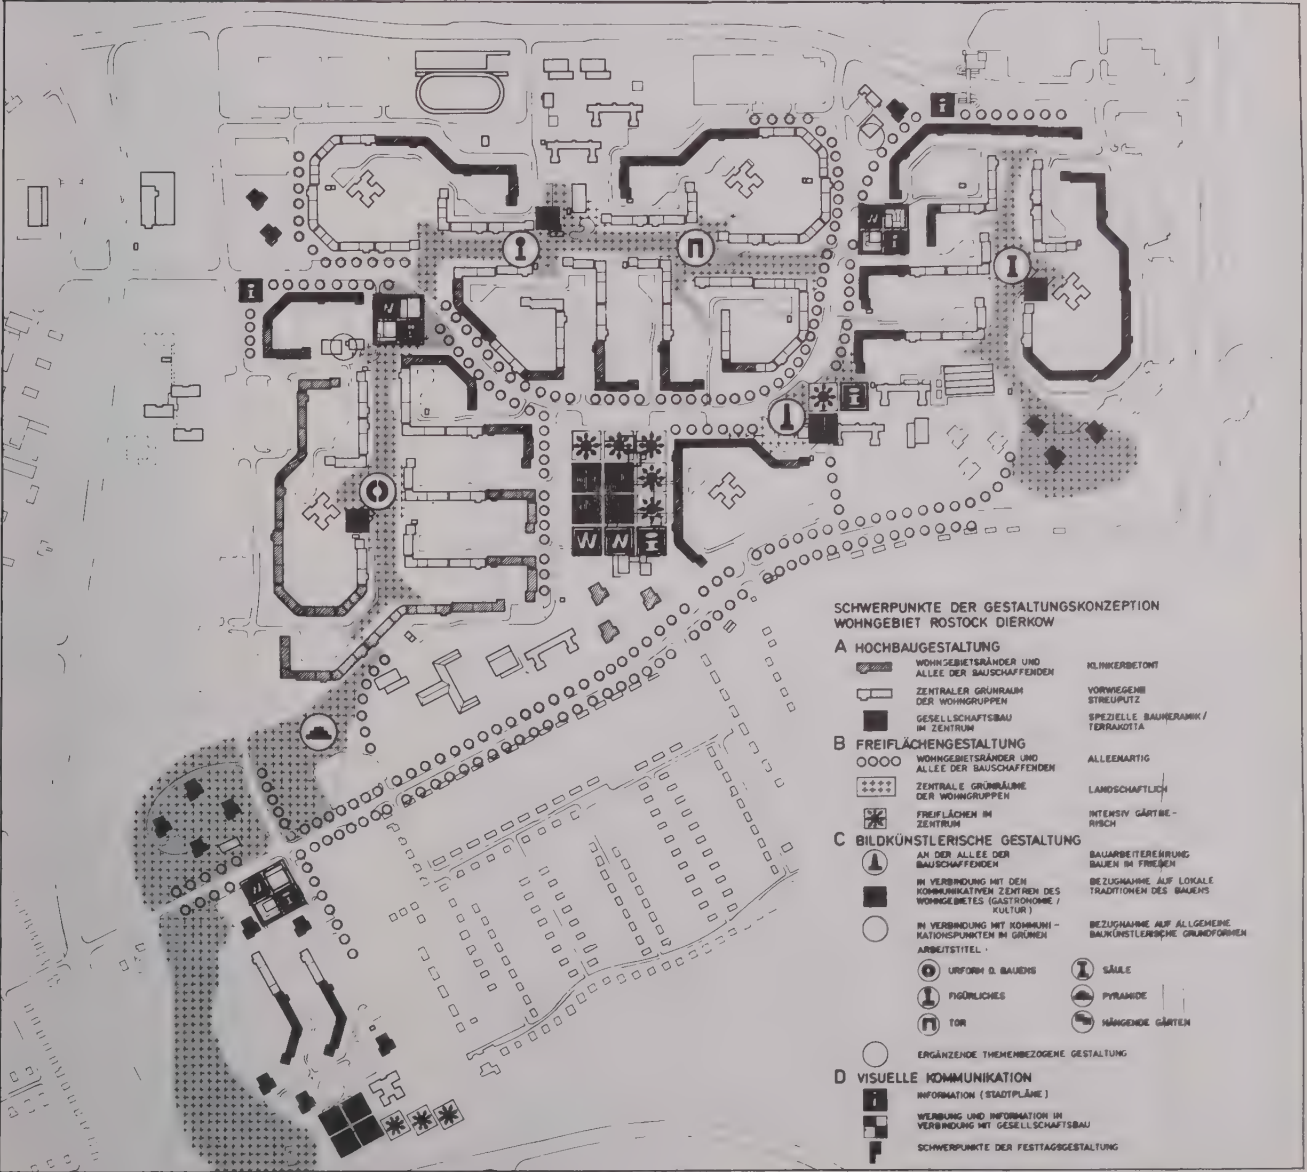 SCHWERPUNKTE DER GESTALTUNGSKONZEPTION
WOHNGEBIET ROSTOCK DIERKOW
A HOCHBAUGESTALTUNG
WOHNGEBIETSRÄNDER UND
ALLEE DER BAUSCHAFFENDEN
KLINKERBETONT
ZENTRALER GRÜNRAUM
DER WOHNGRUPPEN
VORWIEGEND
STREUPUTZ
GESELLSCHAFTSBAU
IM ZENTRUM
SPEZIELLE BAUKERAMIK /
TERRAKOTTA
B FREIFLÄCHENGESTALTUNG
WOHNGEBIETSRÄNDER UND
ALLEE DER BAUSCHAFFENDEN
ALLEENARTIG
ZENTRALE GRÜNRÄUME
DER WOHNGRUPPEN
LANDSCHAFTLICH
FREIFLÄCHEN IM
ZENTRUM
INTENSIV GÄRTNE-
RISCH
C BILDKÜNSTLERISCHE GESTALTUNG
AN DER ALLEE DER
BAUSCHAFFENDEN
BAUARBEITEREHRUNG
BAUEN IM FRIEDEN
IN VERBINDUNG MIT DEN
KOMMUNIKATIVEN ZENTREN DES
WOHNGEBIETES (GASTRONOMIE /
KULTUR)
BEZUGNAHME AUF LOKALE
TRADITIONEN DES BAUENS
IN VERBINDUNG MIT KOMMUNI-
KATIONSPUNKTEN IM GRÜNEN
BEZUGNAHME AUF ALLGEMEINE
BAUKÜNSTLERISCHE GRUNDFORMEN
ARBEITSTITEL
URFORM D. BAUENS
SÄULE
FIGÜRLICHES
PYRAMIDE
TOR
HÄNGENDE GÄRTEN
ERGÄNZENDE THEMENBEZOGENE GESTALTUNG
D VISUELLE KOMMUNIKATION
i INFORMATION (STADTPLÄNE)
WERBUNG UND INFORMATION IN
VERBINDUNG MIT GESELLSCHAFTSBAU
SCHWERPUNKTE DER FESTTAGSGESTALTUNG